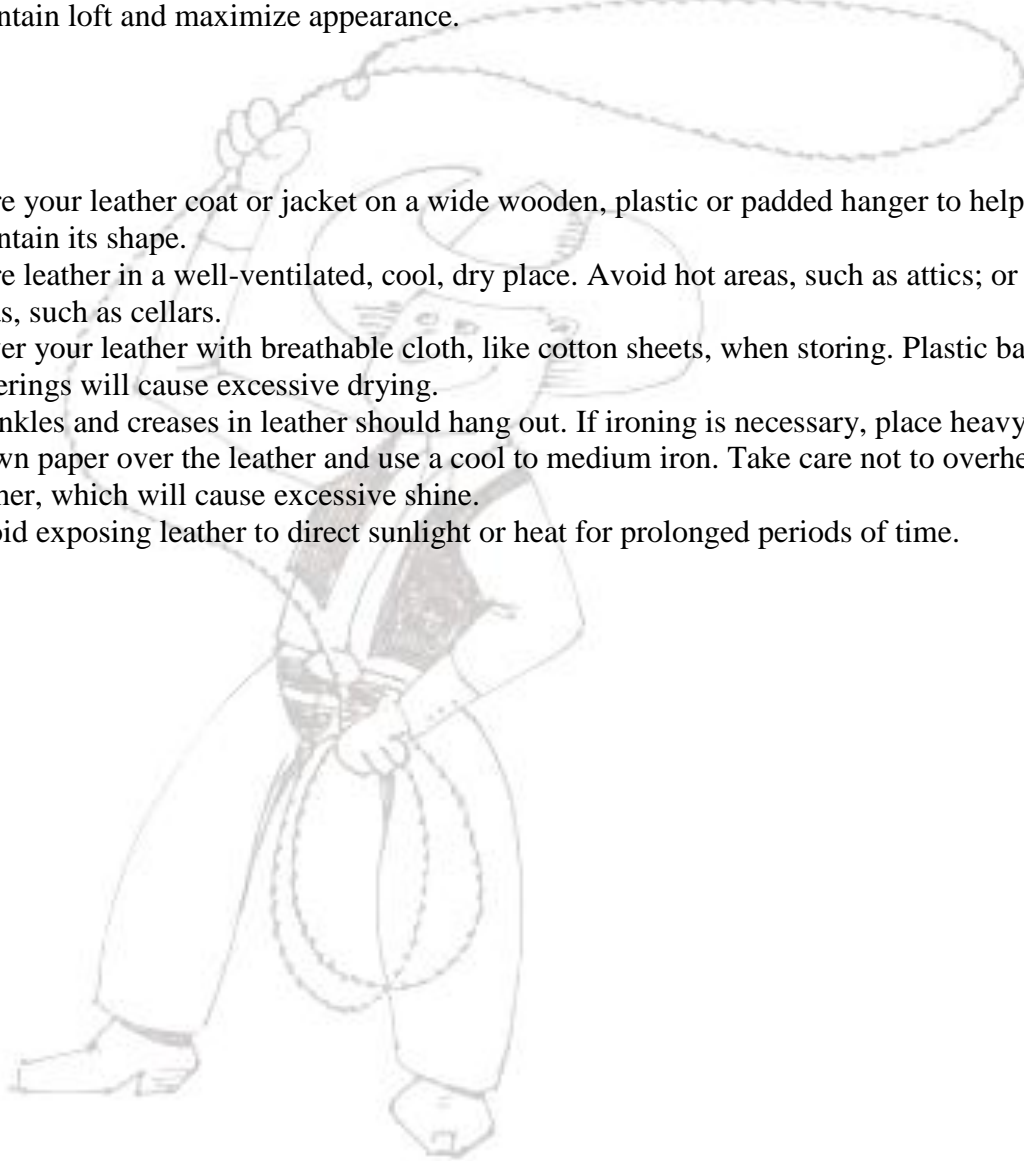 ntain loft and maximize appearance.
re your leather coat or jacket on a wide wooden, plastic or padded hanger to help
ntain its shape.
re leather in a well-ventilated, cool, dry place. Avoid hot areas, such as attics; or
s, such as cellars.
er your leather with breathable cloth, like cotton sheets, when storing. Plastic ba
erings will cause excessive drying.
nkles and creases in leather should hang out. If ironing is necessary, place heavy
wn paper over the leather and use a cool to medium iron. Take care not to overhe
her, which will cause excessive shine.
oid exposing leather to direct sunlight or heat for prolonged periods of time.